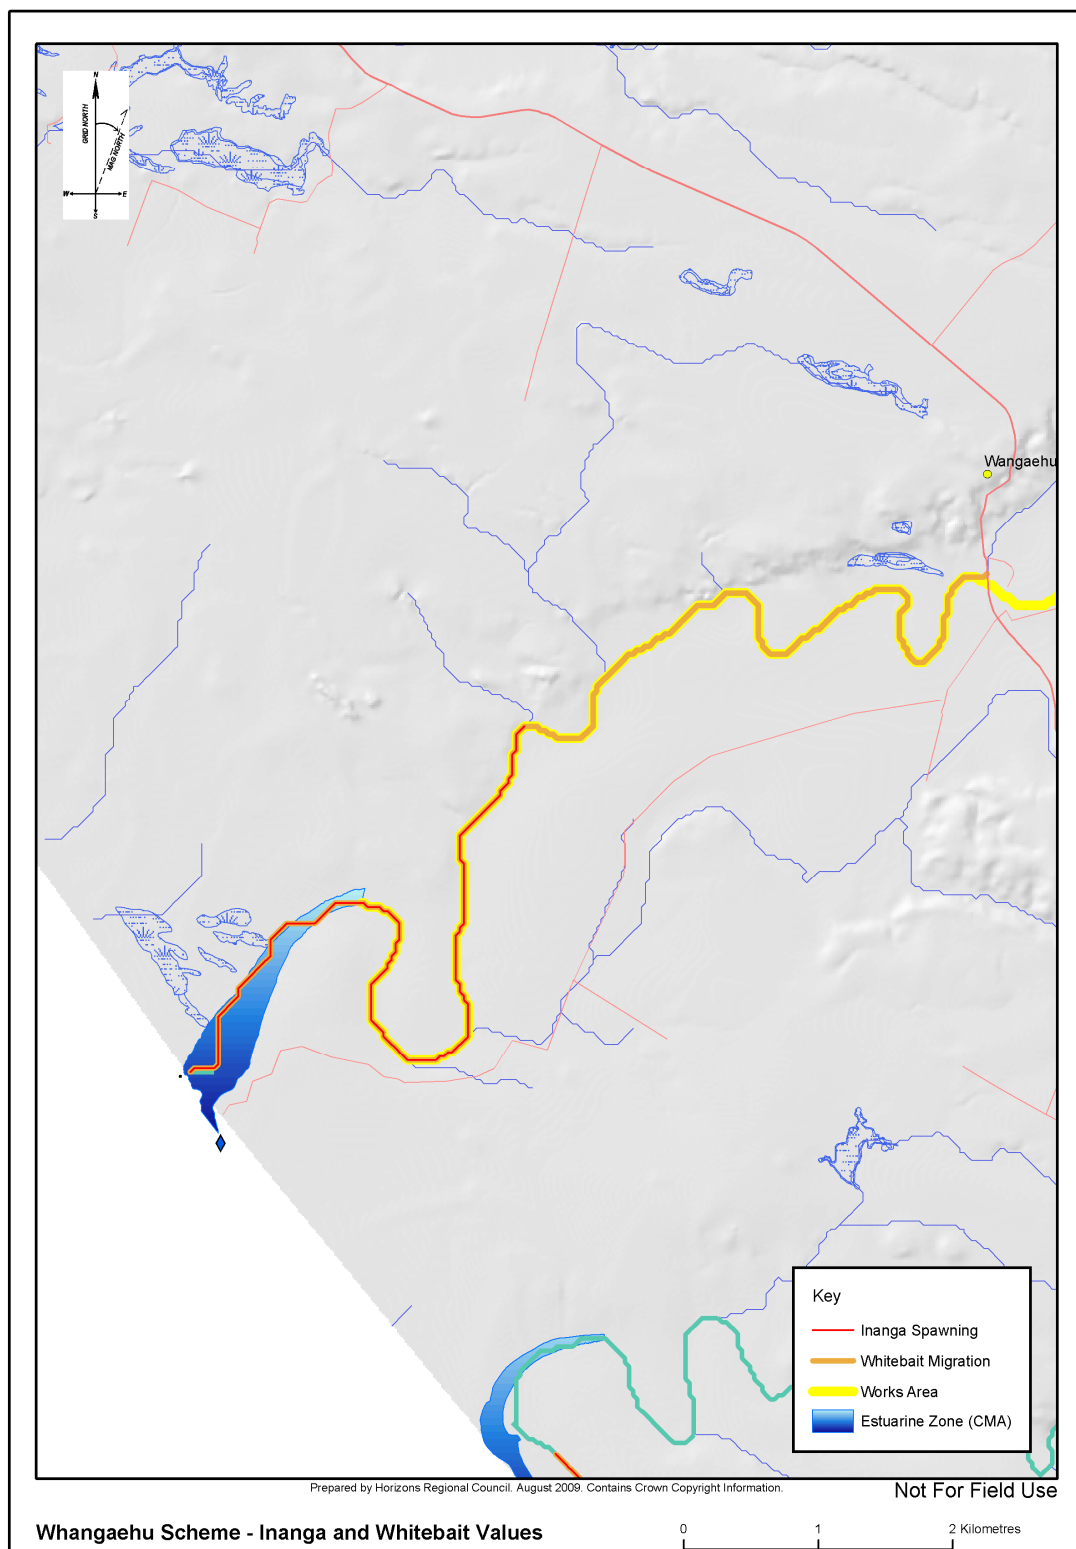 N
GRID NORTH
MAG NORTH
W E
S
Wangaehu
Key
Inanga Spawning
Whitebait Migration
Works Area
Estuarine Zone (CMA)
Prepared by Horizons Regional Council. August 2009. Contains Crown Copyright Information.
Not For Field Use
Whangaehu Scheme - Inanga and Whitebait Values
0 1 2 Kilometres